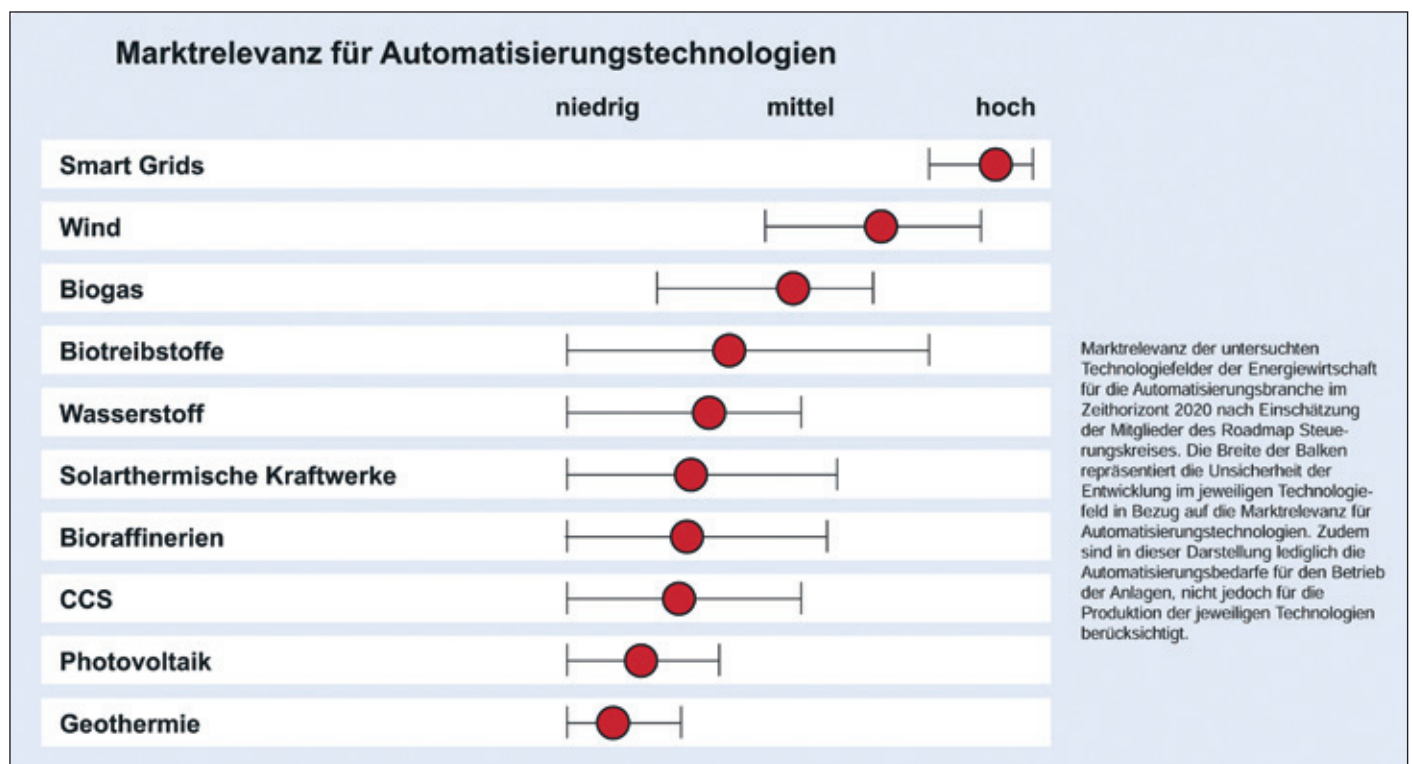 Marktrelevanz für Automatisierungstechnologien
niedrig mittel hoch
Smart Grids
Wind
Biogas
Biotreibstoffe
Wasserstoff
Solarthermische Kraftwerke
Bioraffinerien
CCS
Photovoltaik
Geothermie
Marktrelevanz der untersuchten
Technologiefelder der Energiewirtschaft
für die Automatisierungsbranche im
Zeithorizont 2020 nach Einschätzung
der Mitglieder des Roadmap Steue-
rungskreises. Die Breite der Balken
repräsentiert die Unsicherheit der
Entwicklung im jeweiligen Technologie-
feld in Bezug auf die Marktrelevanz für
Automatisierungstechnologien. Zudem
sind in dieser Darstellung lediglich die
Automatisierungsbedarfe für den Betrieb
der Anlagen, nicht jedoch für die
Produktion der jeweiligen Technologien
berücksichtigt.